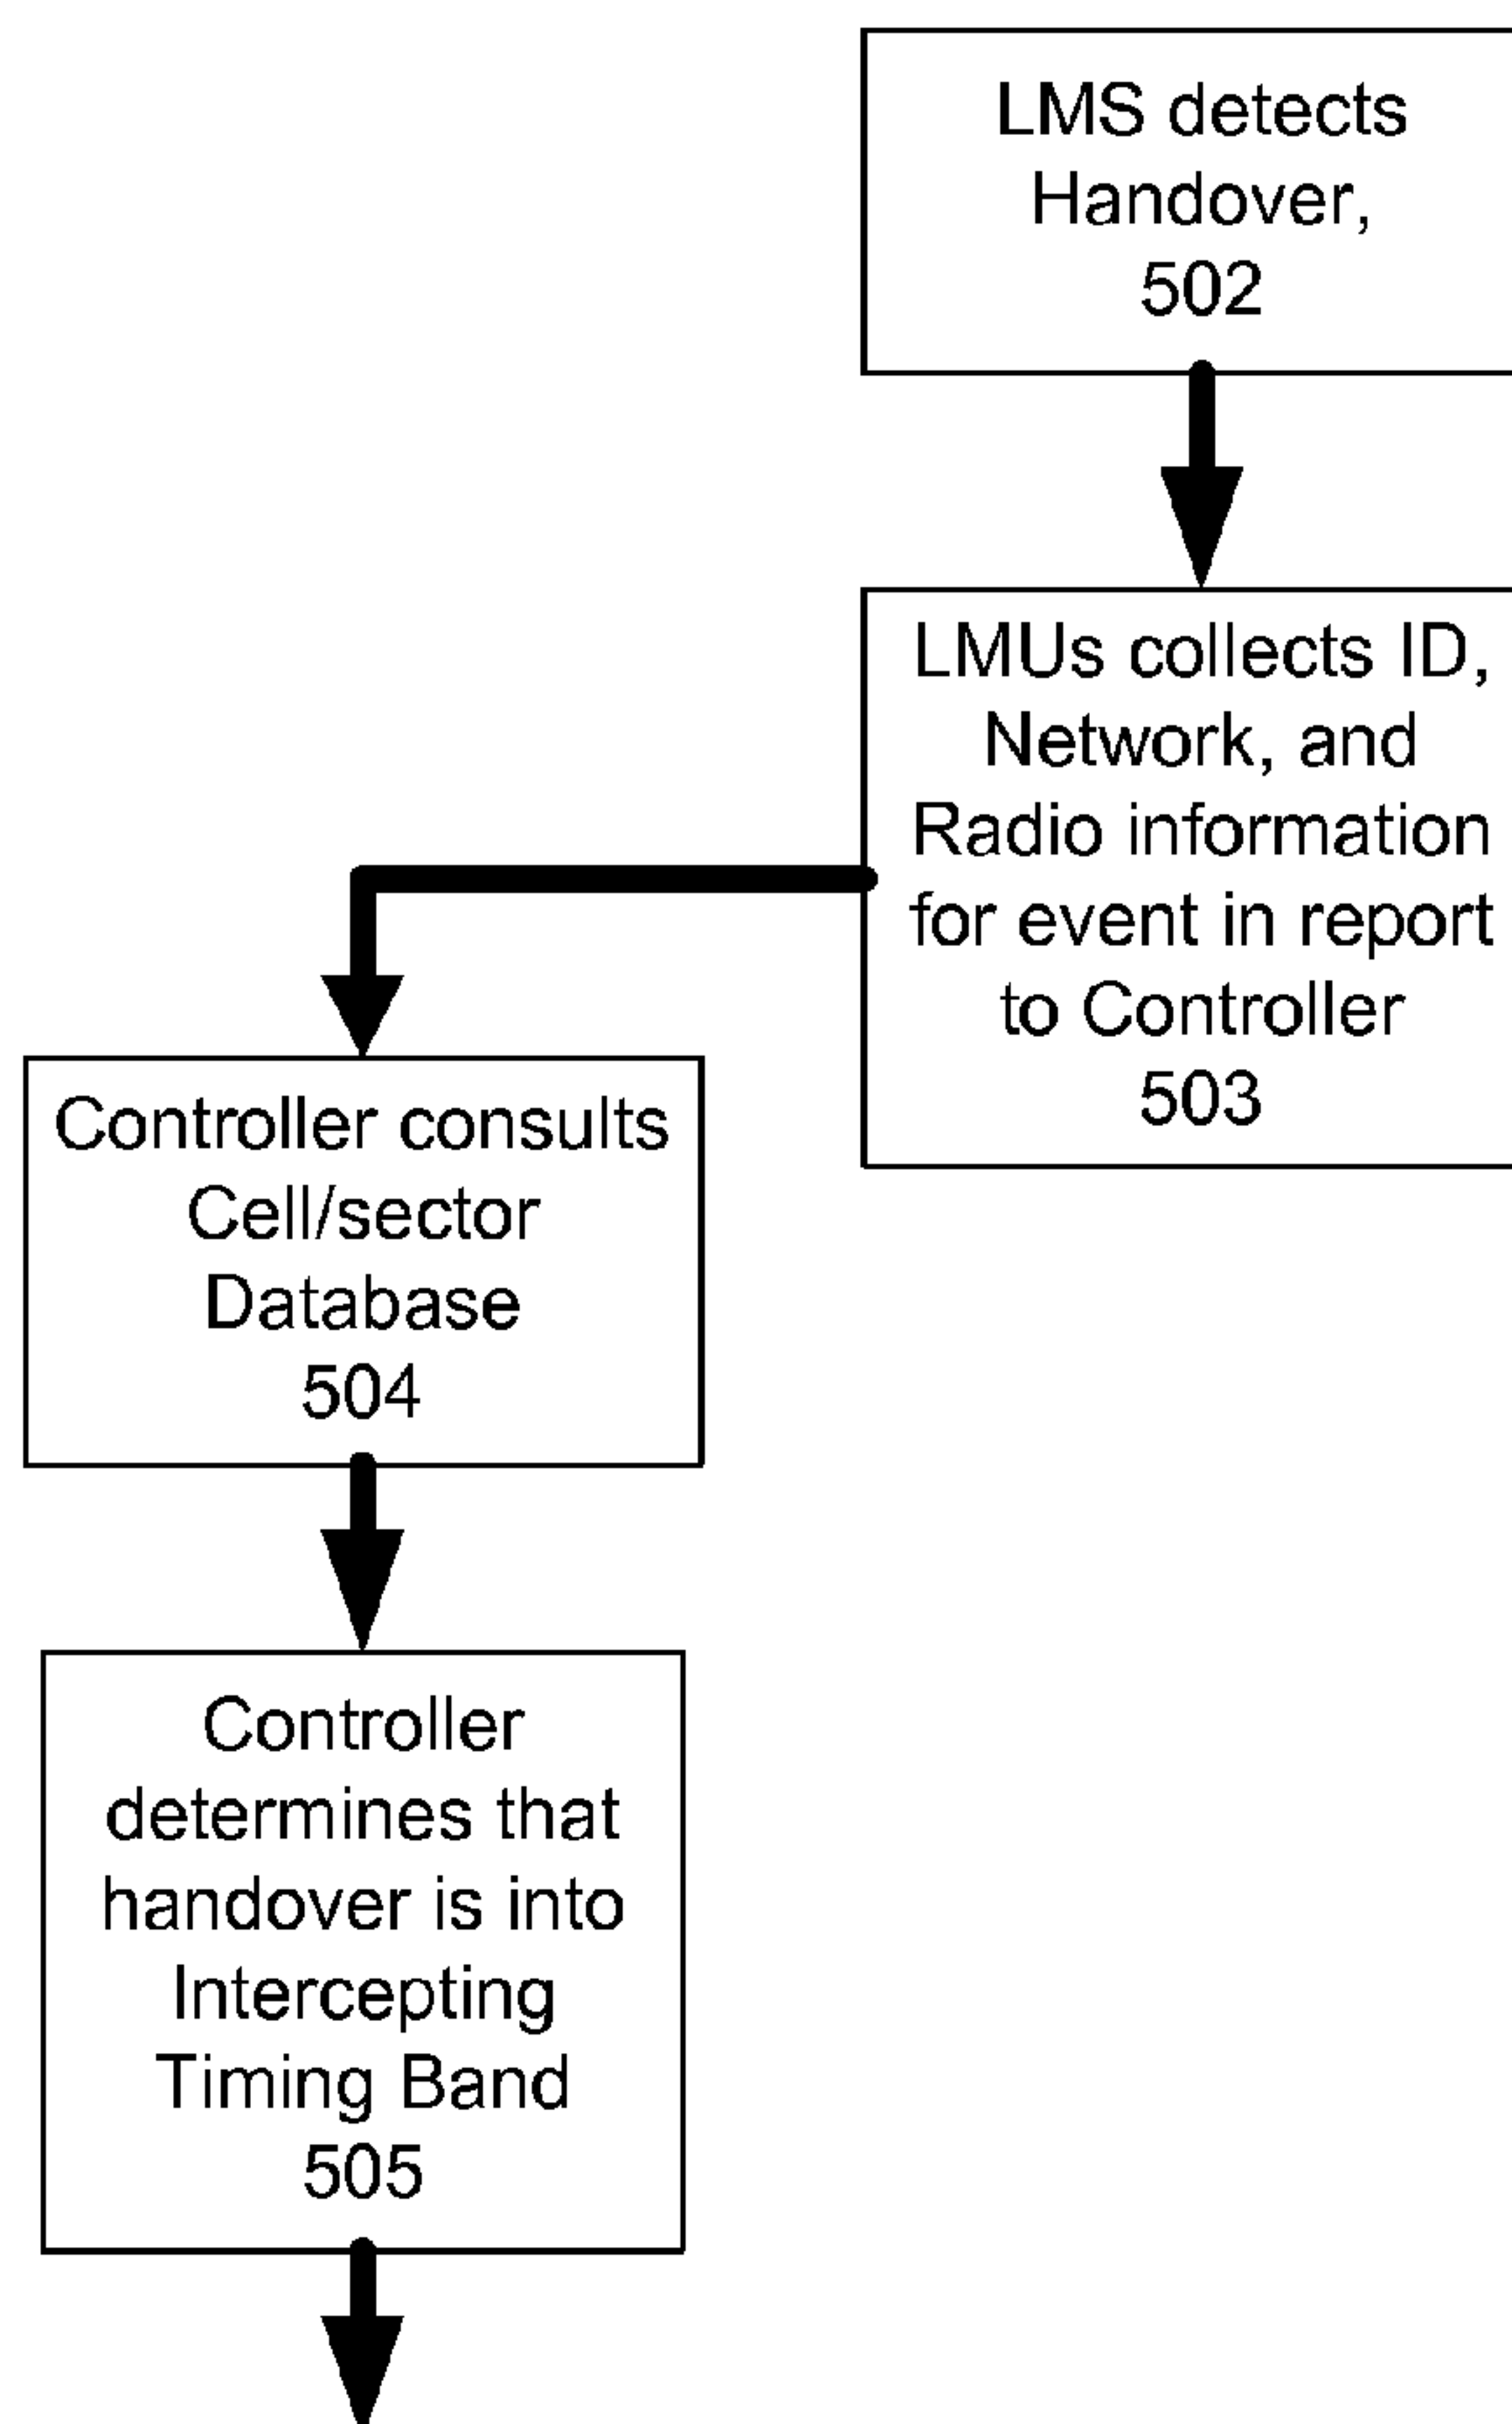 LMS detects
Handover,
502
LMUs collects ID,
Network, and
Radio information
for event in report
to Controller
503
Controller consults
Cell/sector
Database
504
Controller
determines that
handover is into
Intercepting
Timing Band
505